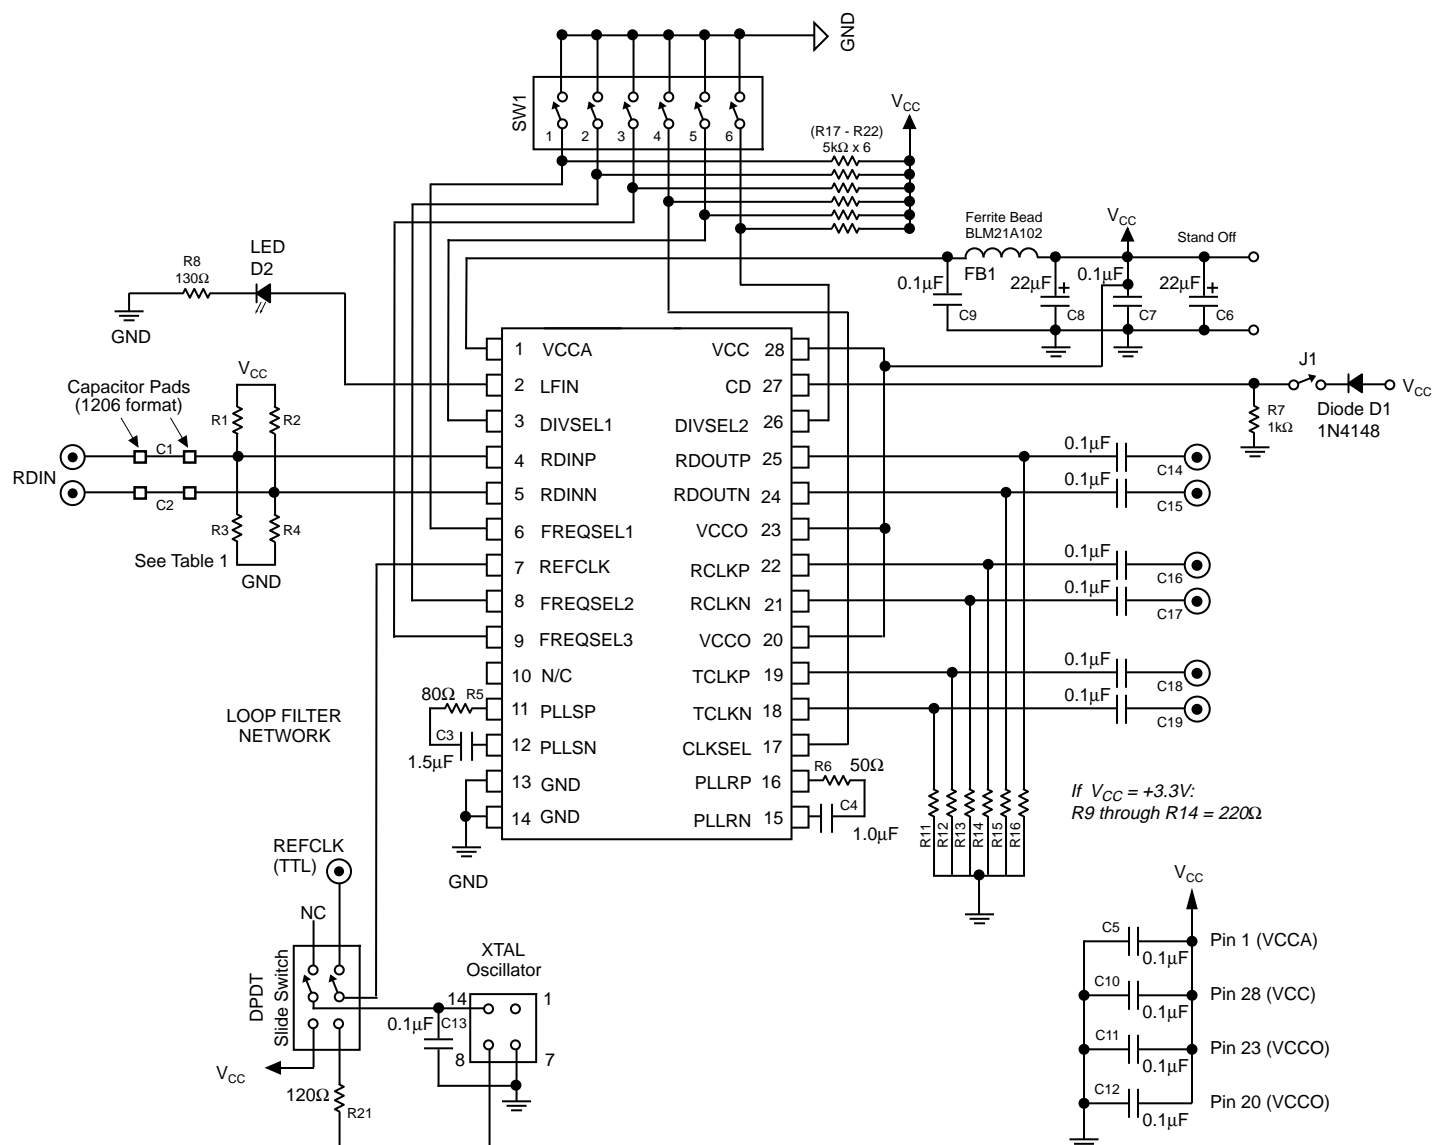 GND
SW1
1 2 3 4 5 6
VCC
(R17 - R22)
5kΩ x 6
Ferrite Bead
BLM21A102
FB1
VCC
Stand Off
0.1µF
C9
22µF
+
C8
0.1µF
C7
22µF
+
C6
LED
D2
R8
130Ω
GND
Capacitor Pads
(1206 format)
VCC
R1
R2
C1
RDIN
C2
R3
R4
See Table 1
GND
1 VCCA
2 LFIN
3 DIVSEL1
4 RDINP
5 RDINN
6 FREQSEL1
7 REFCLK
8 FREQSEL2
9 FREQSEL3
10 N/C
11 PLLSP
12 PLLSN
13 GND
14 GND
VCC 28
CD 27
DIVSEL2 26
RDOUTP 25
RDOUTN 24
VCCO 23
RCLKP 22
RCLKN 21
VCCO 20
TCLKP 19
TCLKN 18
CLKSEL 17
PLLRP 16
PLLRN 15
J1
VCC
R7
1kΩ
Diode D1
1N4148
0.1µF
C14
0.1µF
C15
0.1µF
C16
0.1µF
C17
0.1µF
C18
0.1µF
C19
LOOP FILTER
NETWORK
80Ω
R5
C3
1.5µF
R6
50Ω
C4
1.0µF
GND
R11
R12
R13
R14
R15
R16
If VCC = +3.3V:
R9 through R14 = 220Ω
REFCLK
(TTL)
NC
DPDT
Slide Switch
VCC
120Ω
R21
XTAL
Oscillator
14
1
0.1µF
C13
8
7
VCC
C5
0.1µF
Pin 1 (VCCA)
C10
0.1µF
Pin 28 (VCC)
C11
0.1µF
Pin 23 (VCCO)
C12
0.1µF
Pin 20 (VCCO)